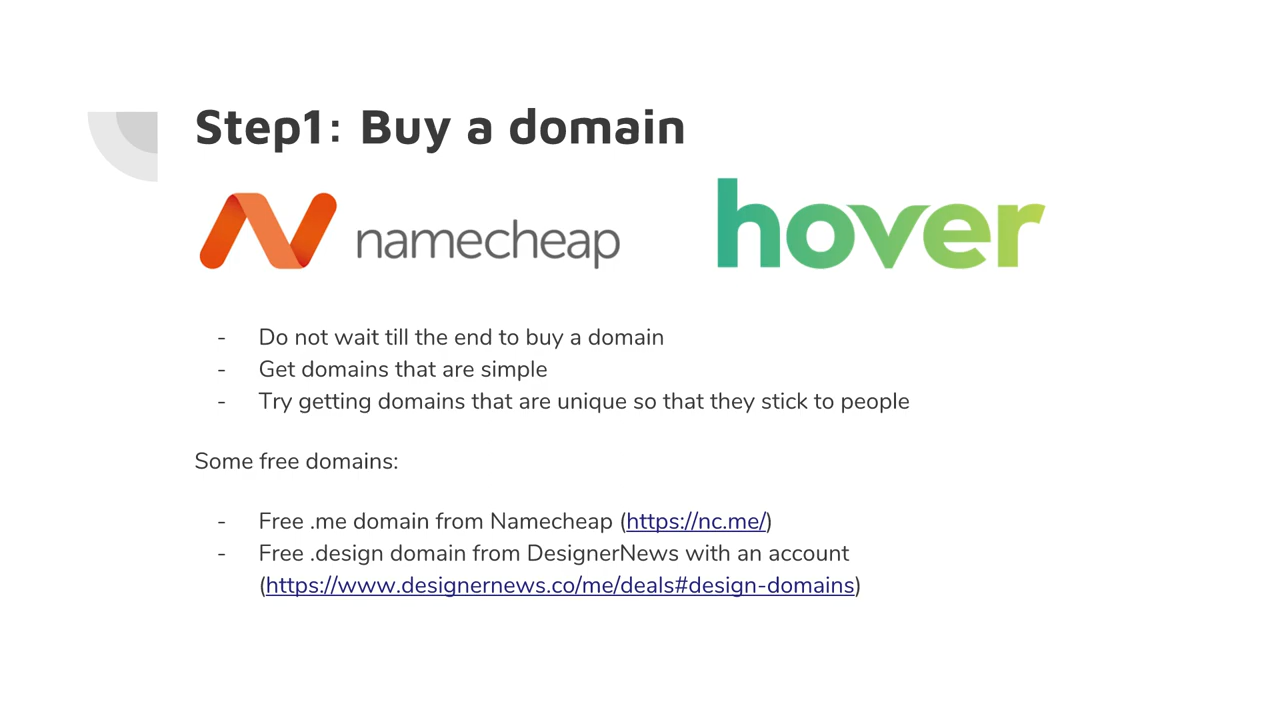 Step1: Buy a domain
namecheap
hover
- Do not wait till the end to buy a domain
- Get domains that are simple
- Try getting domains that are unique so that they stick to people
Some free domains:
- Free .me domain from Namecheap (https://nc.me/)
- Free .design domain from DesignerNews with an account
(https://www.designernews.co/me/deals#design-domains)